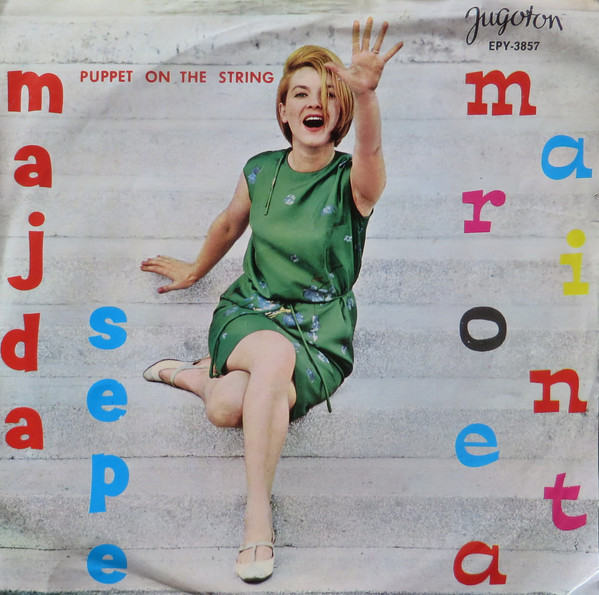 Jugoton
EPY-3857
PUPPET ON THE STRING
majda
sepe
marioneta